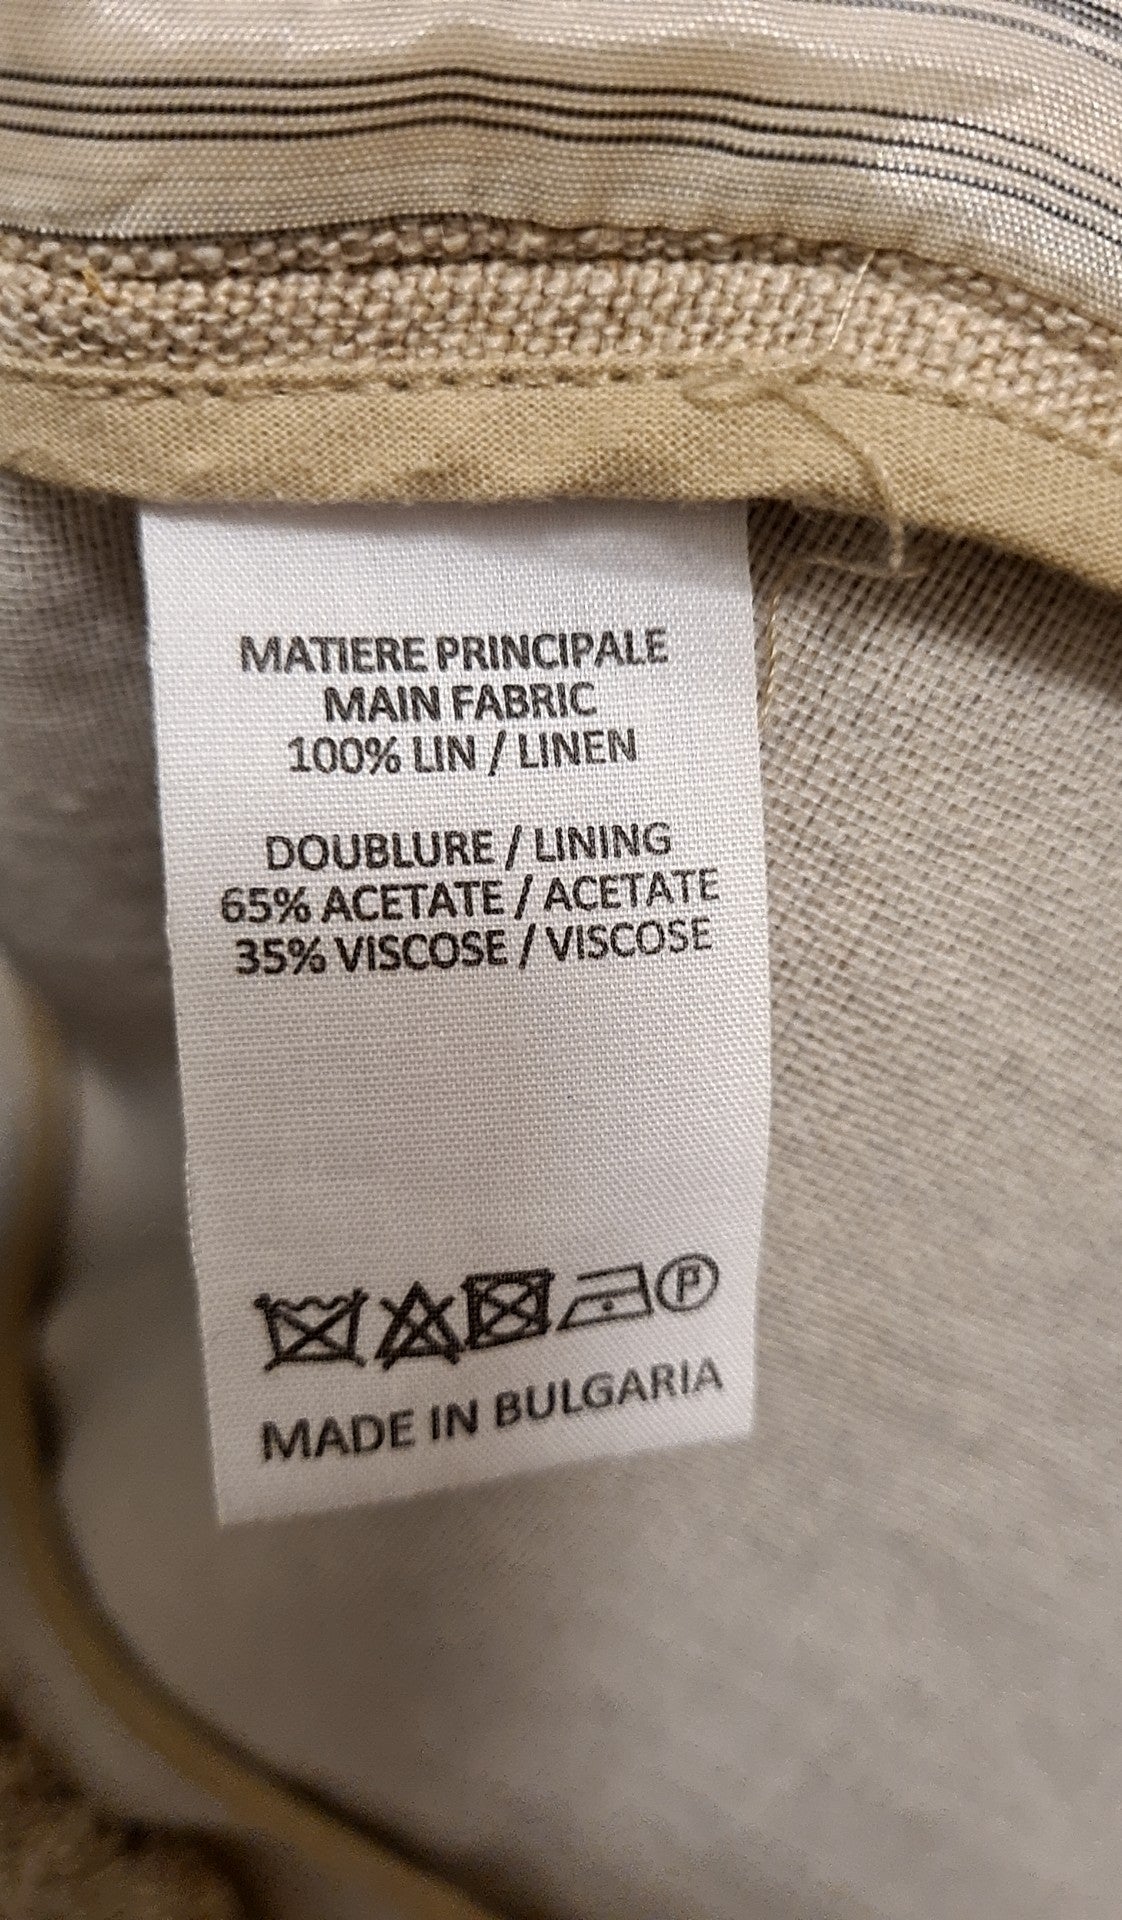 MATIERE PRINCIPALE
MAIN FABRIC
100% LIN / LINEN
DOUBLURE / LINING
65% ACETATE / ACETATE
35% VISCOSE / VISCOSE
P
MADE IN BULGARIA